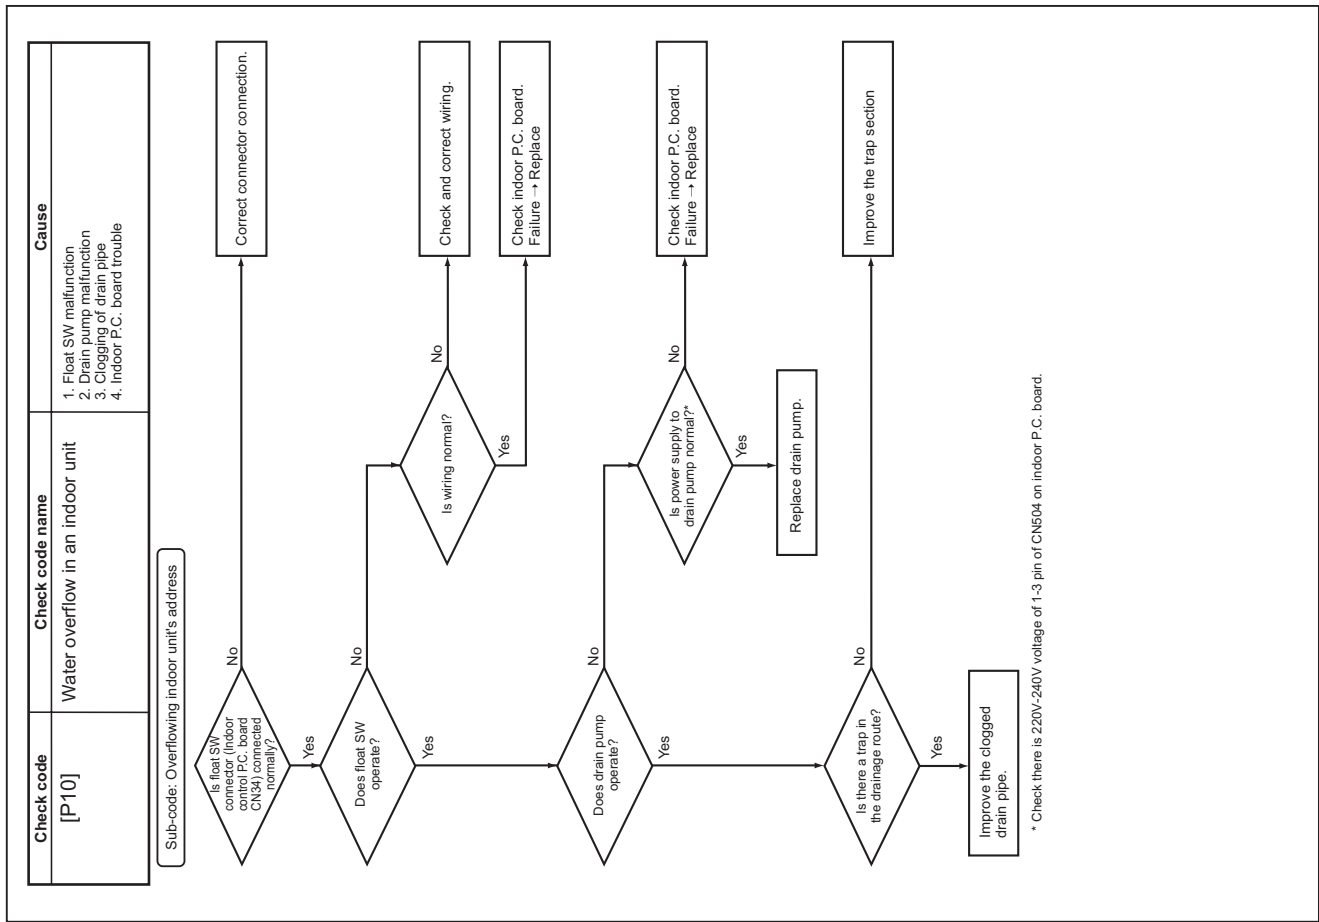 Check code
Check code name
Cause
[P10]
Water overflow in an indoor unit
1. Float SW malfunction
2. Drain pump malfunction
3. Clogging of drain pipe
4. Indoor P.C. board trouble
Sub-code: Overflowing indoor unit's address
Is float SW
connector (Indoor
control P.C. board
CN34) connected
normally?
No
Correct connector connection.
Yes
Does float SW
operate?
No
Is wiring normal?
No
Check and correct wiring.
Yes
Check indoor P.C. board.
Failure → Replace
Yes
Does drain pump
operate?
No
Is power supply to
drain pump normal?*
No
Check indoor P.C. board.
Failure → Replace
Yes
Replace drain pump.
Yes
Is there a trap in
the drainage route?
No
Improve the trap section
Yes
Improve the clogged
drain pipe.
* Check there is 220V-240V voltage of 1-3 pin of CN504 on indoor P.C. board.